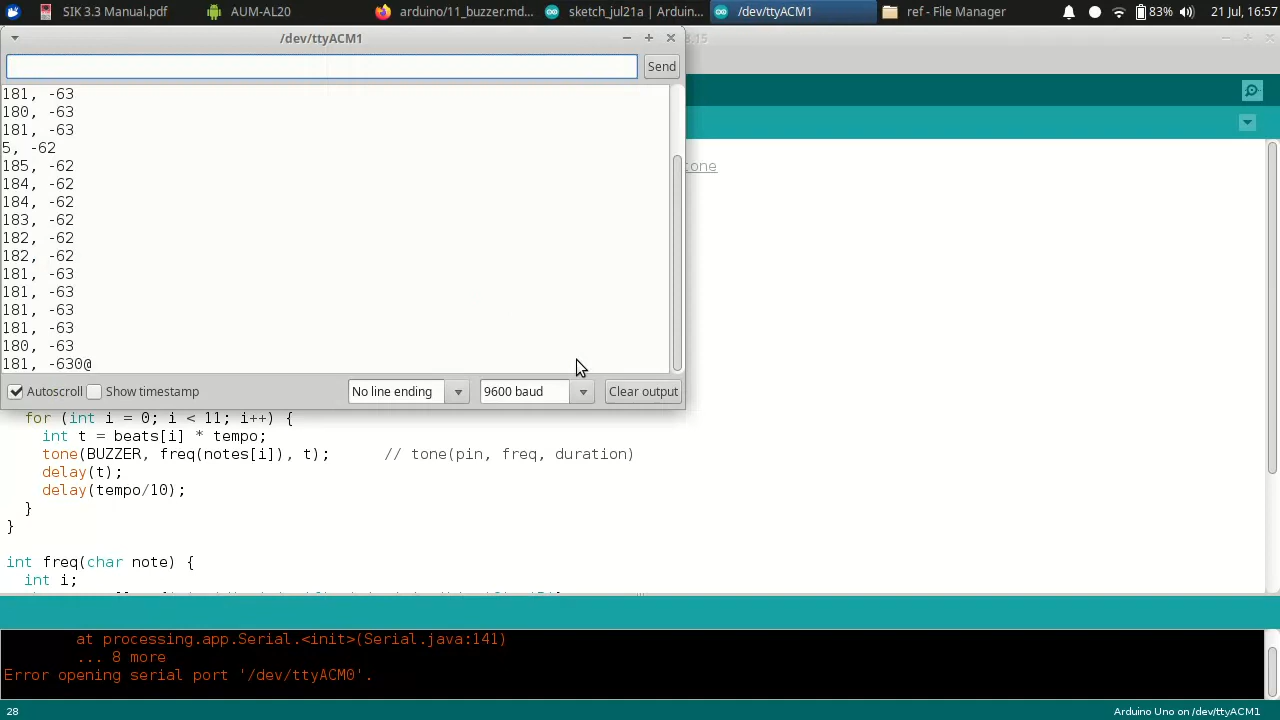 SIK 3.3 Manual.pdf
AUM-AL20
arduino/11_buzzer.md...
sketch_jul21a | Arduin...
/dev/ttyACM1
ref - File Manager
83%
21 Jul, 16:57
/dev/ttyACM1
8.15
Send
181, -63
180, -63
181, -63
5, -62
185, -62
184, -62
184, -62
183, -62
182, -62
182, -62
181, -63
181, -63
181, -63
181, -63
180, -63
181, -630@
tone
Autoscroll
Show timestamp
No line ending
9600 baud
Clear output
for (int i = 0; i < 11; i++) {
int t = beats[i] * tempo;
tone(BUZZER, freq(notes[i]), t); // tone(pin, freq, duration)
delay(t);
delay(tempo/10);
}
}
int freq(char note) {
int i;
at processing.app.Serial.<init>(Serial.java:141)
... 8 more
Error opening serial port '/dev/ttyACM0'.
28
Arduino Uno on /dev/ttyACM1